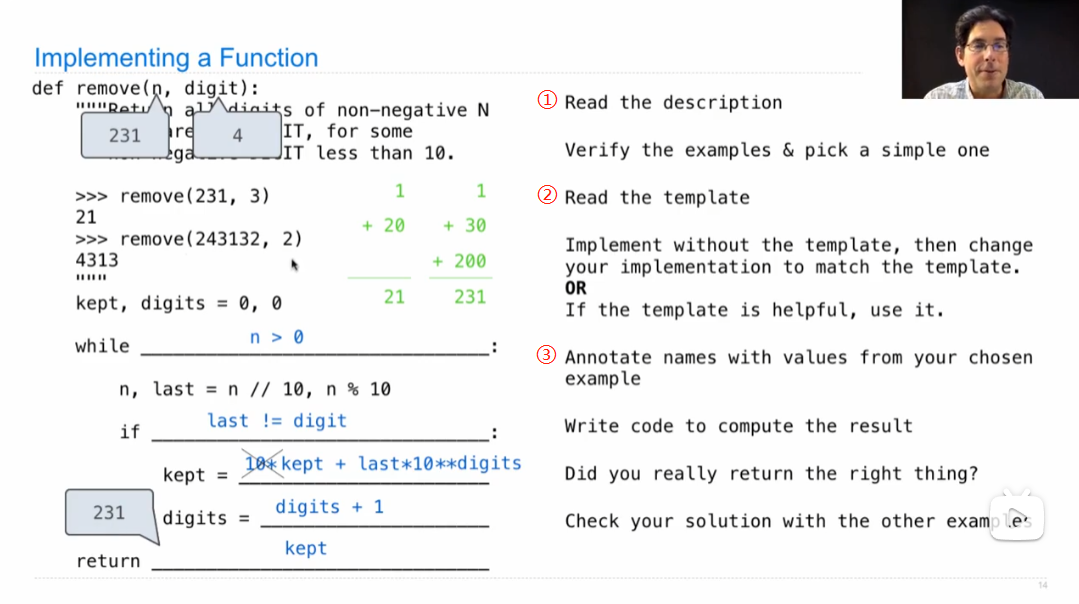 Implementing a Function
def remove(n, digit):
"""Return all digits of non-negative N
231
4
IT, for some
IT less than 10.
>>> remove(231, 3)
21
>>> remove(243132, 2)
4313
"""
1
+ 20
21
1
+ 30
+ 200
231
kept, digits = 0, 0
while n > 0:
n, last = n // 10, n % 10
if last != digit:
kept = 10*kept + last*10**digits
digits = digits + 1
231
return kept
① Read the description
Verify the examples & pick a simple one
② Read the template
Implement without the template, then change
your implementation to match the template.
OR
If the template is helpful, use it.
③ Annotate names with values from your chosen
example
Write code to compute the result
Did you really return the right thing?
Check your solution with the other examples
14